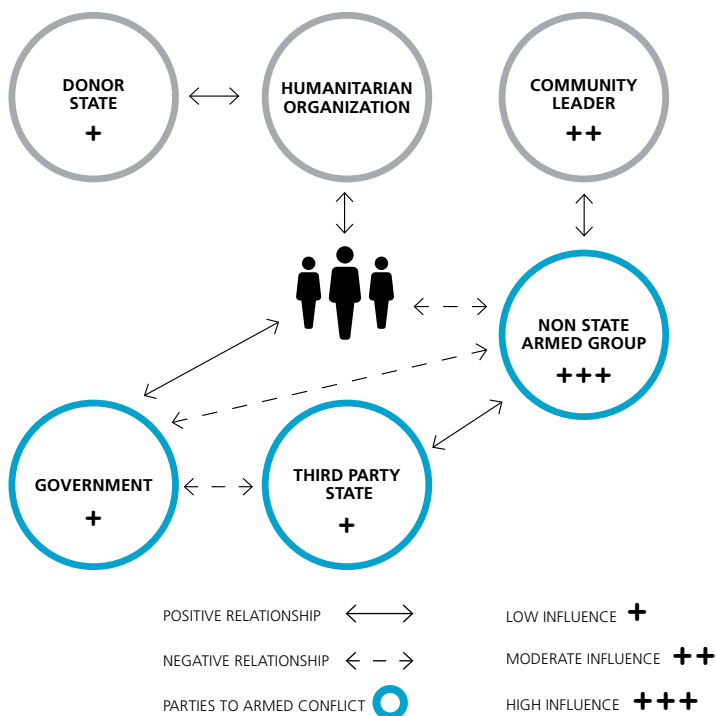 DONOR
STATE
+
HUMANITARIAN
ORGANIZATION
COMMUNITY
LEADER
++
NON STATE
ARMED GROUP
+++
GOVERNMENT
+
THIRD PARTY
STATE
+
POSITIVE RELATIONSHIP
LOW INFLUENCE +
NEGATIVE RELATIONSHIP
MODERATE INFLUENCE ++
PARTIES TO ARMED CONFLICT
HIGH INFLUENCE +++